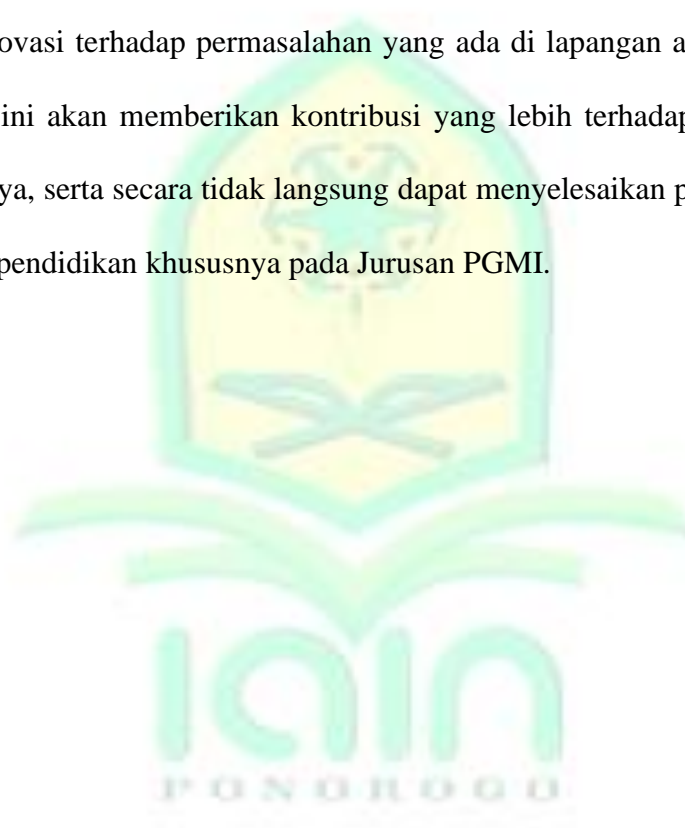 ovasi terhadap permasalahan yang ada di lapangan a
ini akan memberikan kontribusi yang lebih terhadap
ya, serta secara tidak langsung dapat menyelesaikan p
pendidikan khususnya pada Jurusan PGMI.
iain
PONOROGO